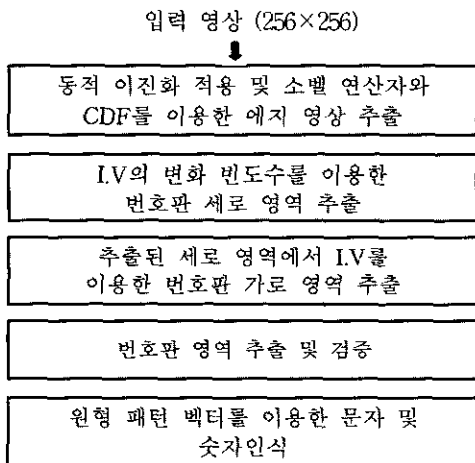 입력 영상 (256×256)
동적 이진화 적용 및 소벨 연산자와
CDF를 이용한 에지 영상 추출
I.V의 변화 빈도수를 이용한
번호판 세로 영역 추출
추출된 세로 영역에서 I.V를
이용한 번호판 가로 영역 추출
번호판 영역 추출 및 검증
원형 패턴 벡터를 이용한 문자 및
숫자인식